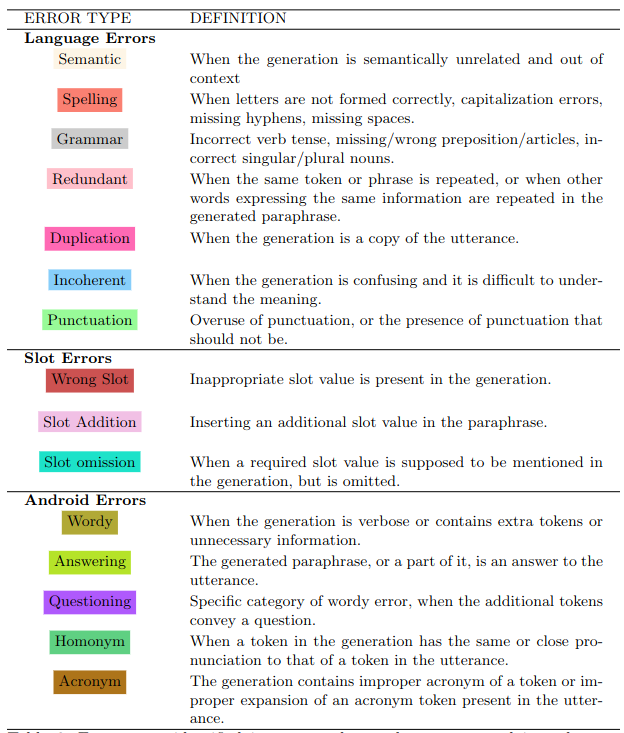 ERROR TYPE DEFINITION
Language Errors
Semantic When the generation is semantically unrelated and out of
context
Spelling When letters are not formed correctly, capitalization errors,
missing hyphens, missing spaces.
Grammar Incorrect verb tense, missing/wrong preposition/articles, in-
correct singular/plural nouns.
Redundant When the same token or phrase is repeated, or when other
words expressing the same information are repeated in the
generated paraphrase.
Duplication When the generation is a copy of the utterance.
Incoherent When the generation is confusing and it is difficult to under-
stand the meaning.
Punctuation Overuse of punctuation, or the presence of punctuation that
should not be.
Slot Errors
Wrong Slot Inappropriate slot value is present in the generation.
Slot Addition Inserting an additional slot value in the paraphrase.
Slot omission When a required slot value is supposed to be mentioned in
the generation, but is omitted.
Android Errors
Wordy When the generation is verbose or contains extra tokens or
unnecessary information.
Answering The generated paraphrase, or a part of it, is an answer to the
utterance.
Questioning Specific category of wordy error, when the additional tokens
convey a question.
Homonym When a token in the generation has the same or close pro-
nunciation to that of a token in the utterance.
Acronym The generation contains improper acronym of a token or im-
proper expansion of an acronym token present in the utter-
ance.